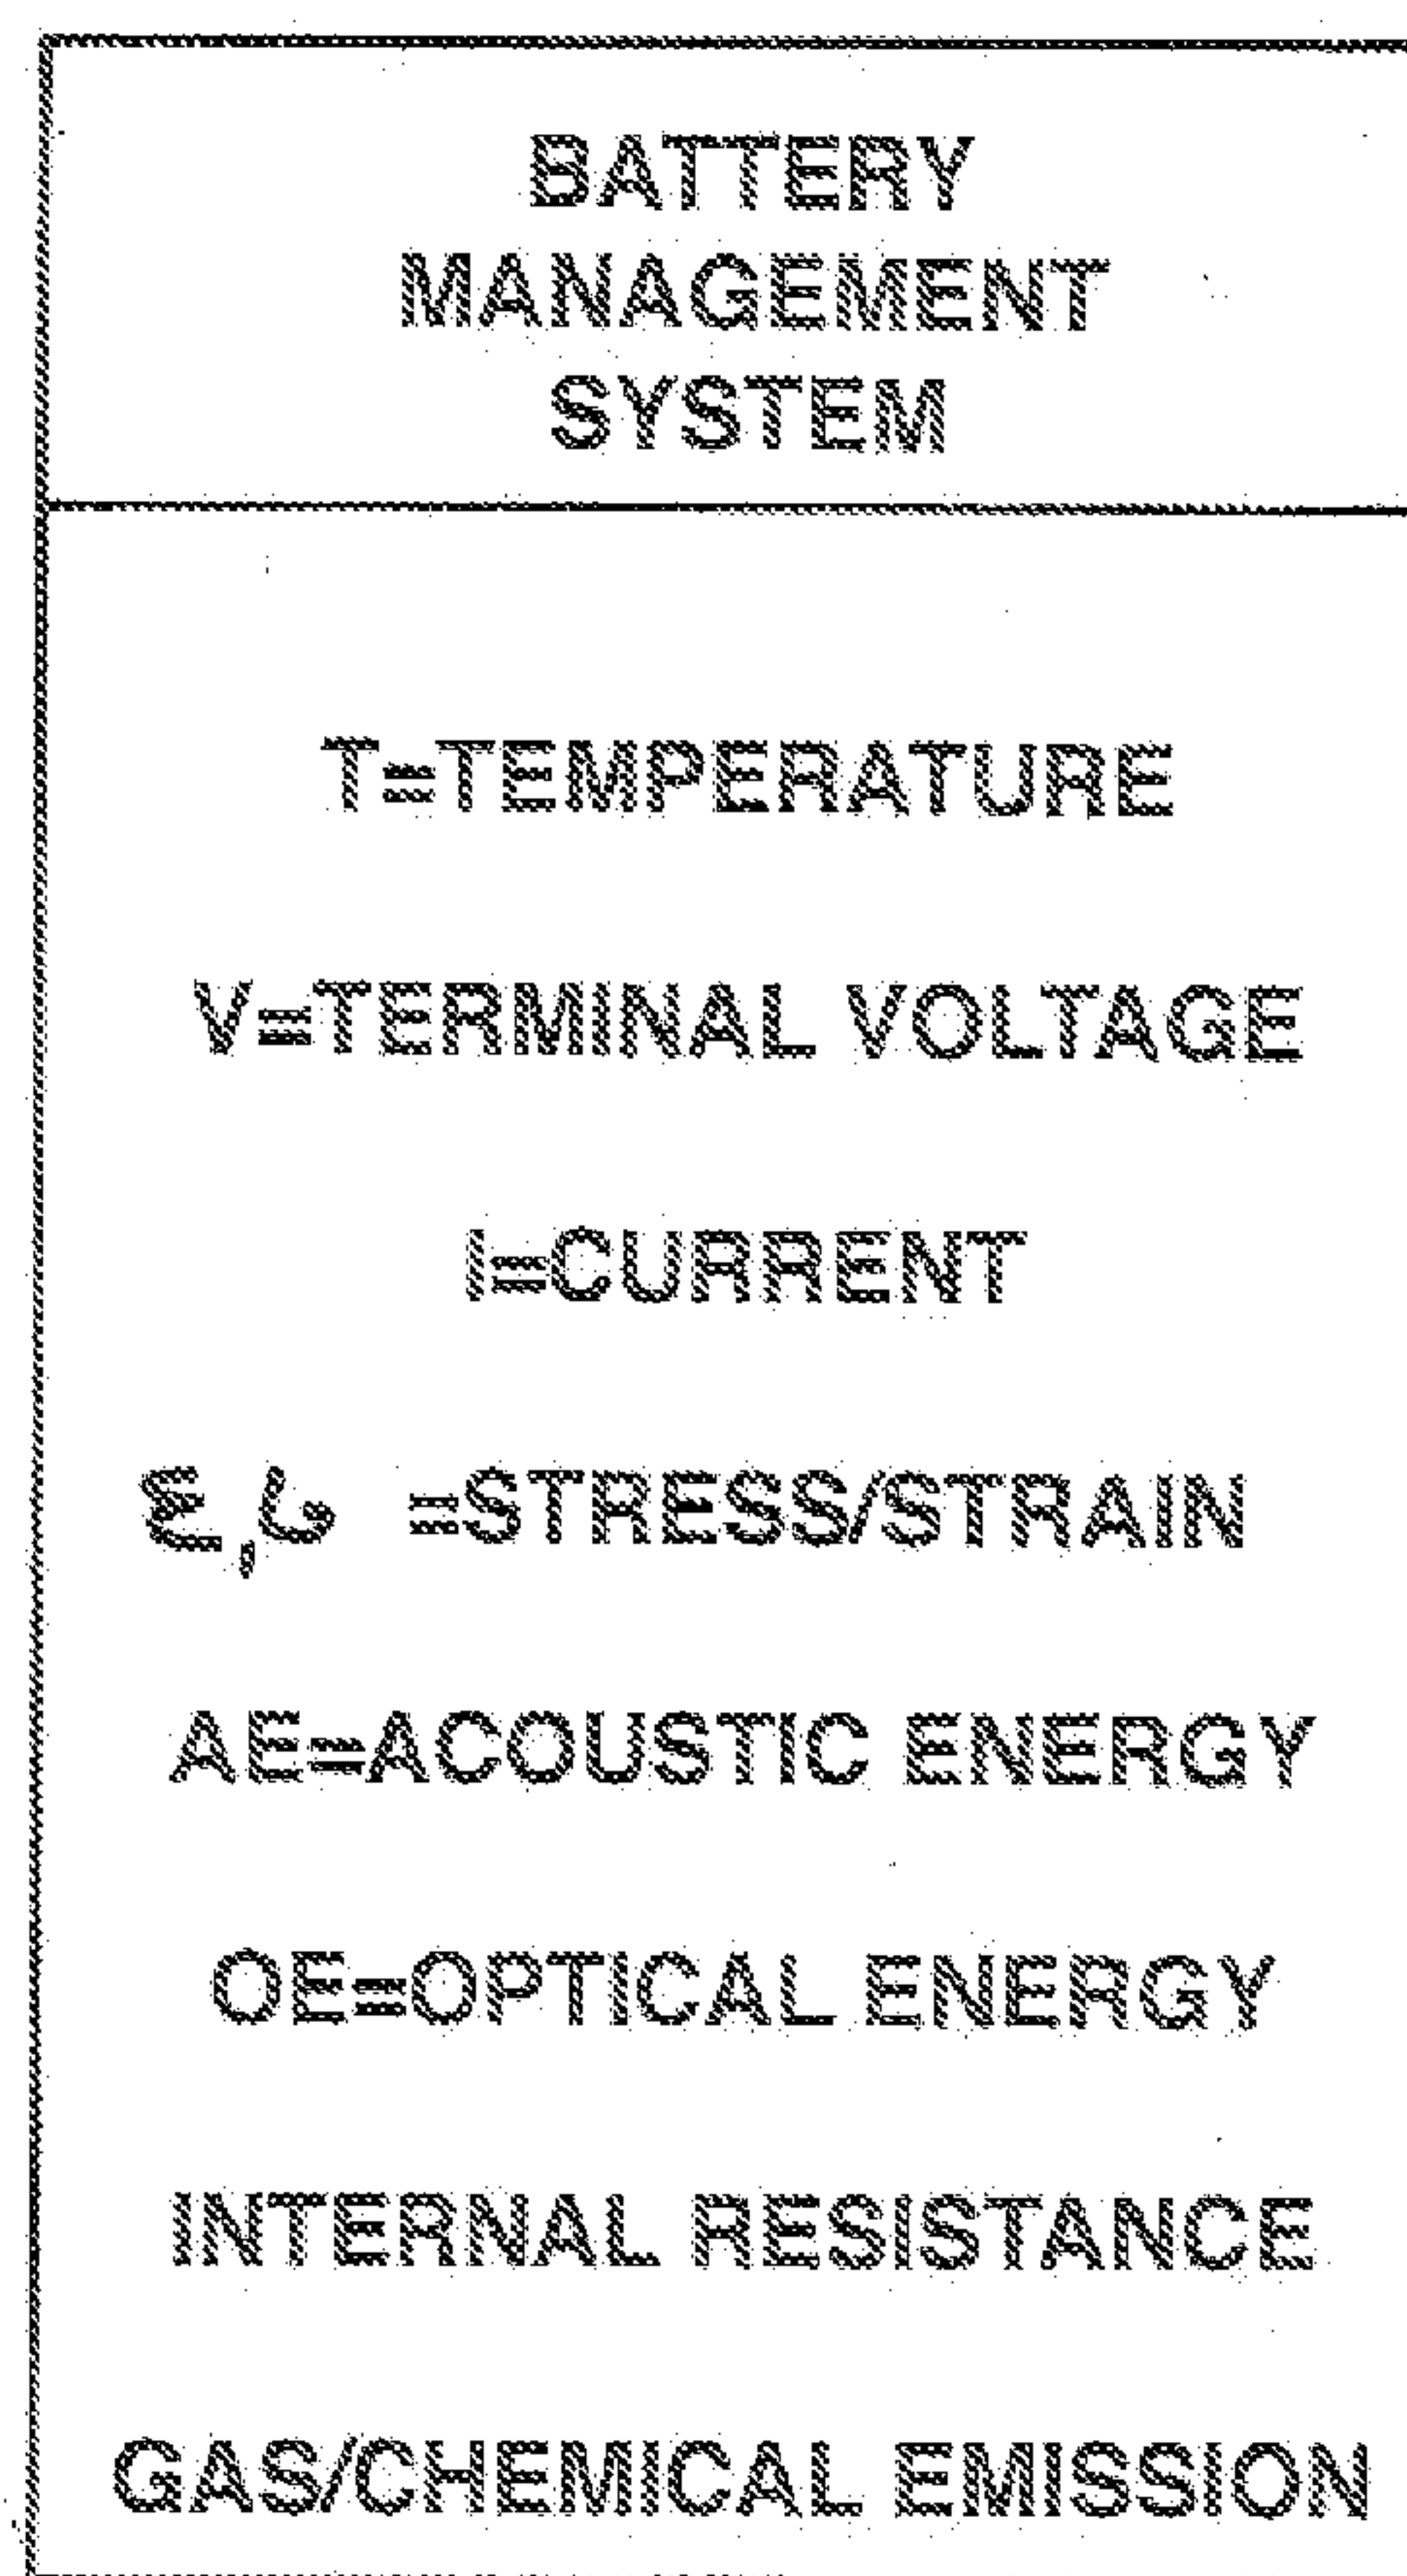 BATTERY
MANAGEMENT
SYSTEM
T=TEMPERATURE
V=TERMINAL VOLTAGE
I=CURRENT
=STRESS/STRAIN
AE=ACOUSTIC ENERGY
OE=OPTICAL ENERGY
INTERNAL RESISTANCE
GAS/CHEMICAL EMISSION